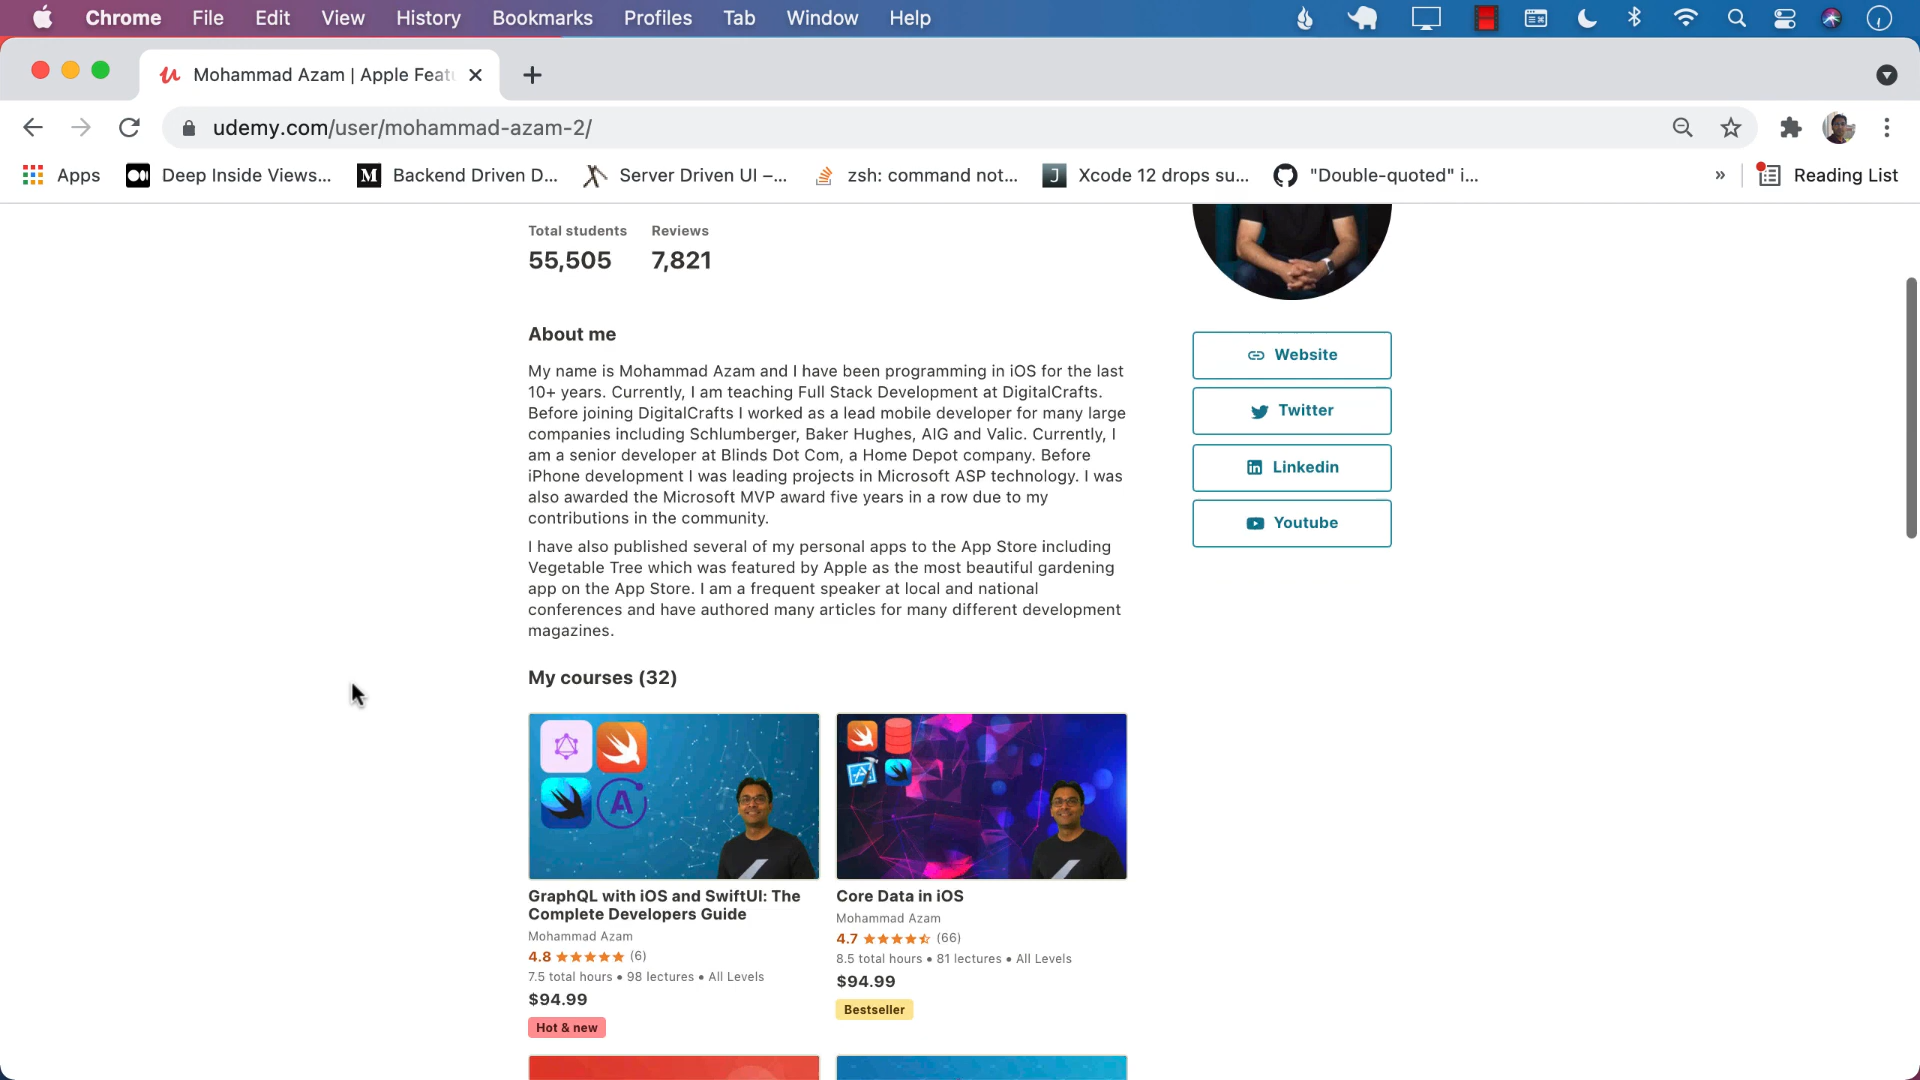 Chrome File Edit View History Bookmarks Profiles Tab Window Help
Mohammad Azam | Apple Feat
udemy.com/user/mohammad-azam-2/
Apps Deep Inside Views... Backend Driven D... Server Driven UI –... zsh: command not... Xcode 12 drops su... "Double-quoted" i... » Reading List
Total students Reviews
55,505 7,821
About me
My name is Mohammad Azam and I have been programming in iOS for the last
10+ years. Currently, I am teaching Full Stack Development at DigitalCrafts.
Before joining DigitalCrafts I worked as a lead mobile developer for many large
companies including Schlumberger, Baker Hughes, AIG and Valic. Currently, I
am a senior developer at Blinds Dot Com, a Home Depot company. Before
iPhone development I was leading projects in Microsoft ASP technology. I was
also awarded the Microsoft MVP award five years in a row due to my
contributions in the community.
I have also published several of my personal apps to the App Store including
Vegetable Tree which was featured by Apple as the most beautiful gardening
app on the App Store. I am a frequent speaker at local and national
conferences and have authored many articles for many different development
magazines.
Website
Twitter
Linkedin
Youtube
My courses (32)
GraphQL with iOS and SwiftUI: The
Complete Developers Guide
Mohammad Azam
4.8 (6)
7.5 total hours • 98 lectures • All Levels
$94.99
Hot & new
Core Data in iOS
Mohammad Azam
4.7 (66)
8.5 total hours • 81 lectures • All Levels
$94.99
Bestseller